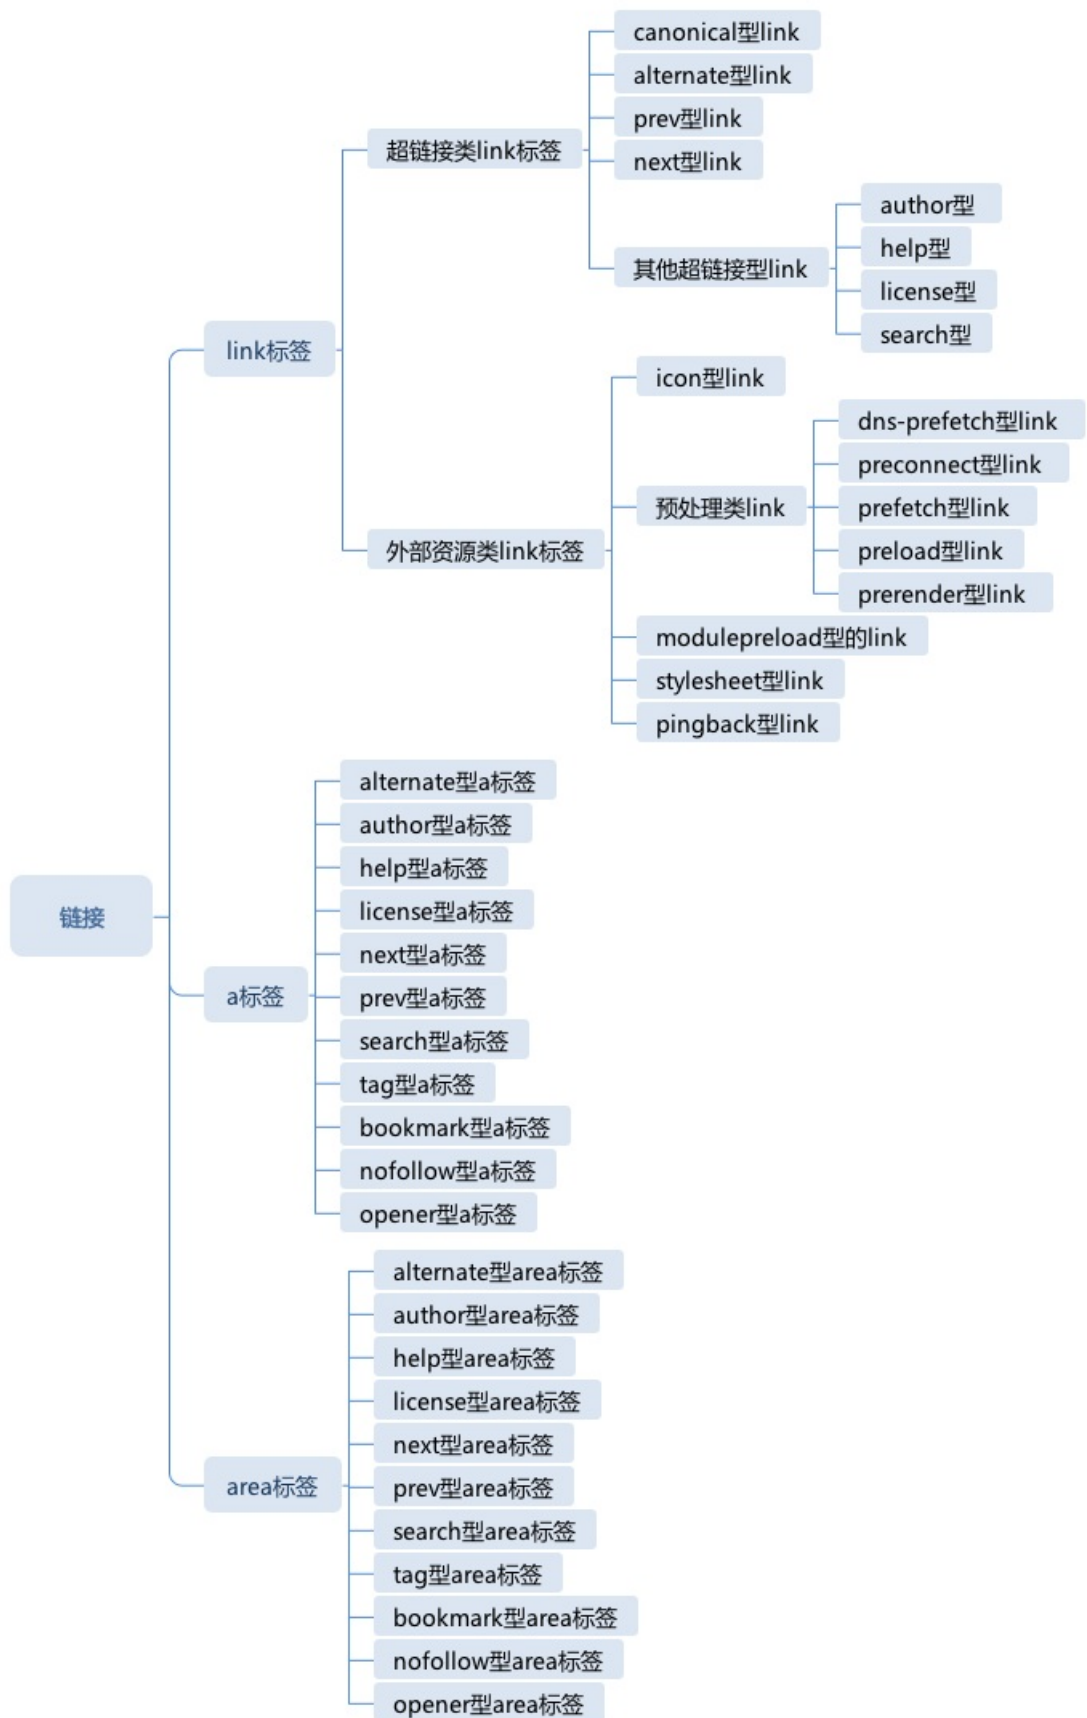 canonical型link
alternate型link
prev型link
超链接类link标签
next型link
author型
help型
其他超链接型link
license型
search型
link标签
icon型link
dns-prefetch型link
preconnect型link
预处理类link
prefetch型link
preload型link
外部资源类link标签
prerender型link
modulepreload型的link
stylesheet型link
pingback型link
alternate型a标签
author型a标签
help型a标签
链接
license型a标签
next型a标签
a标签
prev型a标签
search型a标签
tag型a标签
bookmark型a标签
nofollow型a标签
opener型a标签
alternate型area标签
author型area标签
help型area标签
license型area标签
next型area标签
area标签
prev型area标签
search型area标签
tag型area标签
bookmark型area标签
nofollow型area标签
opener型area标签